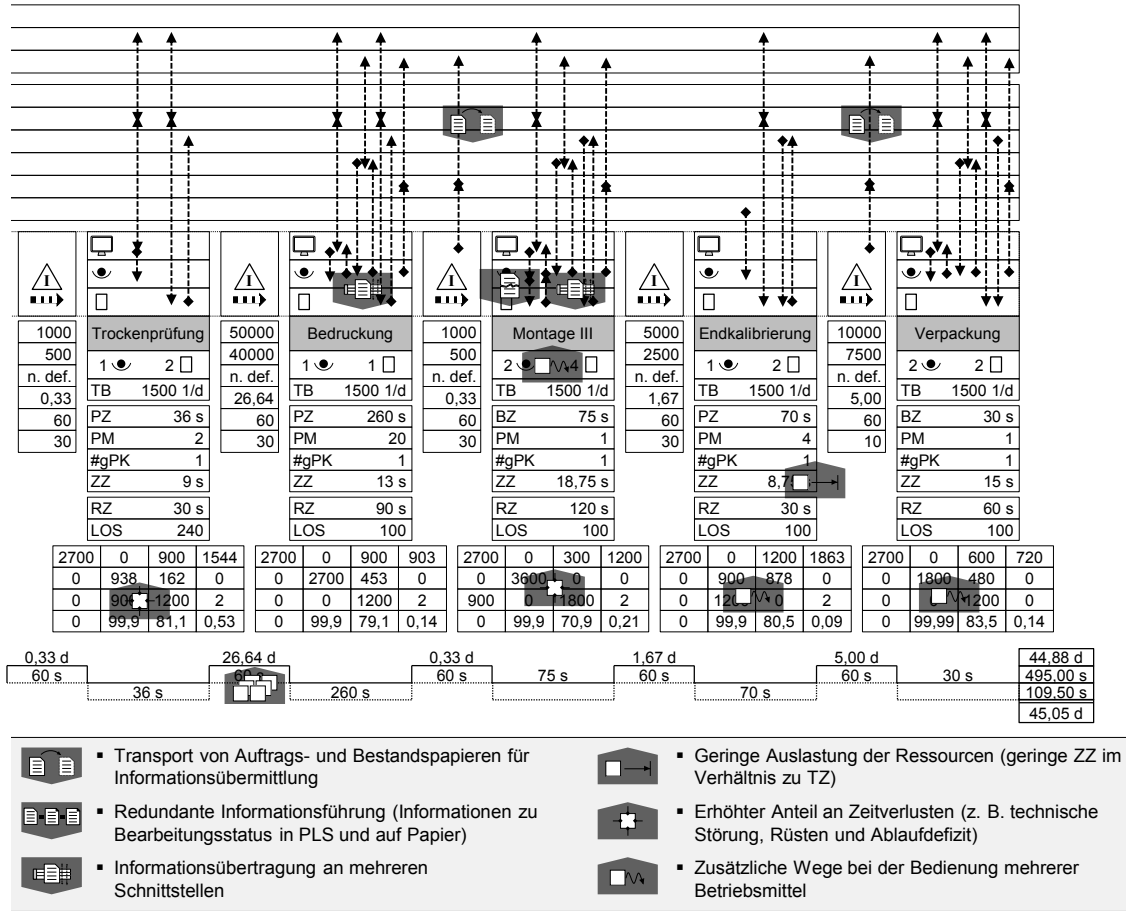 I I I I I
1000 Trockenprüfung 50000 Bedruckung 1000 Montage III 5000 Endkalibrierung 10000 Verpackung
500 40000 500 2500 7500
n. def. 1 2 n. def. 1 1 n. def. 2 4 n. def. 1 2 n. def. 2 2
0,33 TB 1500 1/d 26,64 TB 1500 1/d 0,33 TB 1500 1/d 1,67 TB 1500 1/d 5,00 TB 1500 1/d
60 PZ 36 s 60 PZ 260 s 60 BZ 75 s 60 PZ 70 s 60 BZ 30 s
30 PM 2 30 PM 20 30 PM 1 30 PM 4 10 PM 1
#gPK 1 #gPK 1 #gPK 1 #gPK 1 #gPK 1
ZZ 9 s ZZ 13 s ZZ 18,75 s ZZ ZZ 15 s
RZ 30 s RZ 90 s RZ 120 s RZ 30 s RZ 60 s
LOS 240 LOS 100 LOS 100 LOS 100 LOS 100
2700 0 900 1544 2700 0 900 903 2700 0 300 1200 2700 0 1200 1863 2700 0 600 720
0 938 162 0 0 2700 453 0 0 3600 0 0 0 900 878 0 0 1800 480 0
0 900 1200 2 0 0 1200 2 900 0 1800 2 0 1200 0 2 0 0 1200 0
0 99,9 81,1 0,53 0 99,9 79,1 0,14 0 99,9 70,9 0,21 0 99,9 80,5 0,09 0 99,99 83,5 0,14
0,33 d 26,64 d 0,33 d 1,67 d 5,00 d 44,88 d
60 s 60 s 60 s 75 s 60 s 60 s 30 s 495,00 s
36 s 260 s 70 s 109,50 s
45,05 d
▪ Transport von Auftrags- und Bestandspapieren für
Informationsübermittlung
▪ Redundante Informationsführung (Informationen zu
Bearbeitungsstatus in PLS und auf Papier)
▪ Informationsübertragung an mehreren
Schnittstellen
▪ Geringe Auslastung der Ressourcen (geringe ZZ im
Verhältnis zu TZ)
▪ Erhöhter Anteil an Zeitverlusten (z. B. technische
Störung, Rüsten und Ablaufdefizit)
▪ Zusätzliche Wege bei der Bedienung mehrerer
Betriebsmittel